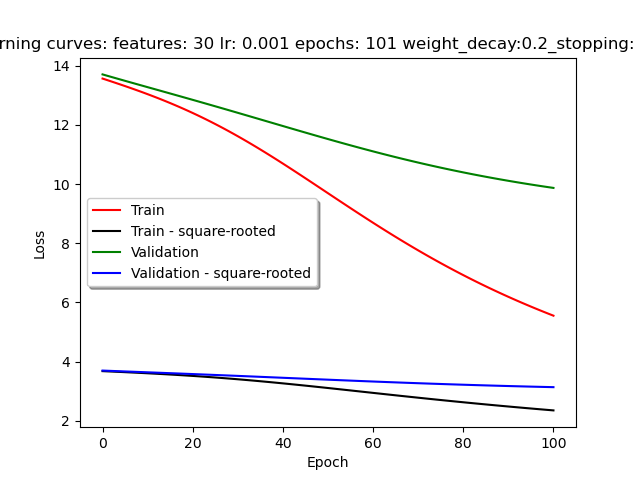 rning curves: features: 30 lr: 0.001 epochs: 101 weight_decay:0.2_stopping:
14
12
10
8
6
4
2
Loss
Train
Train - square-rooted
Validation
Validation - square-rooted
0 20 40 60 80 100
Epoch